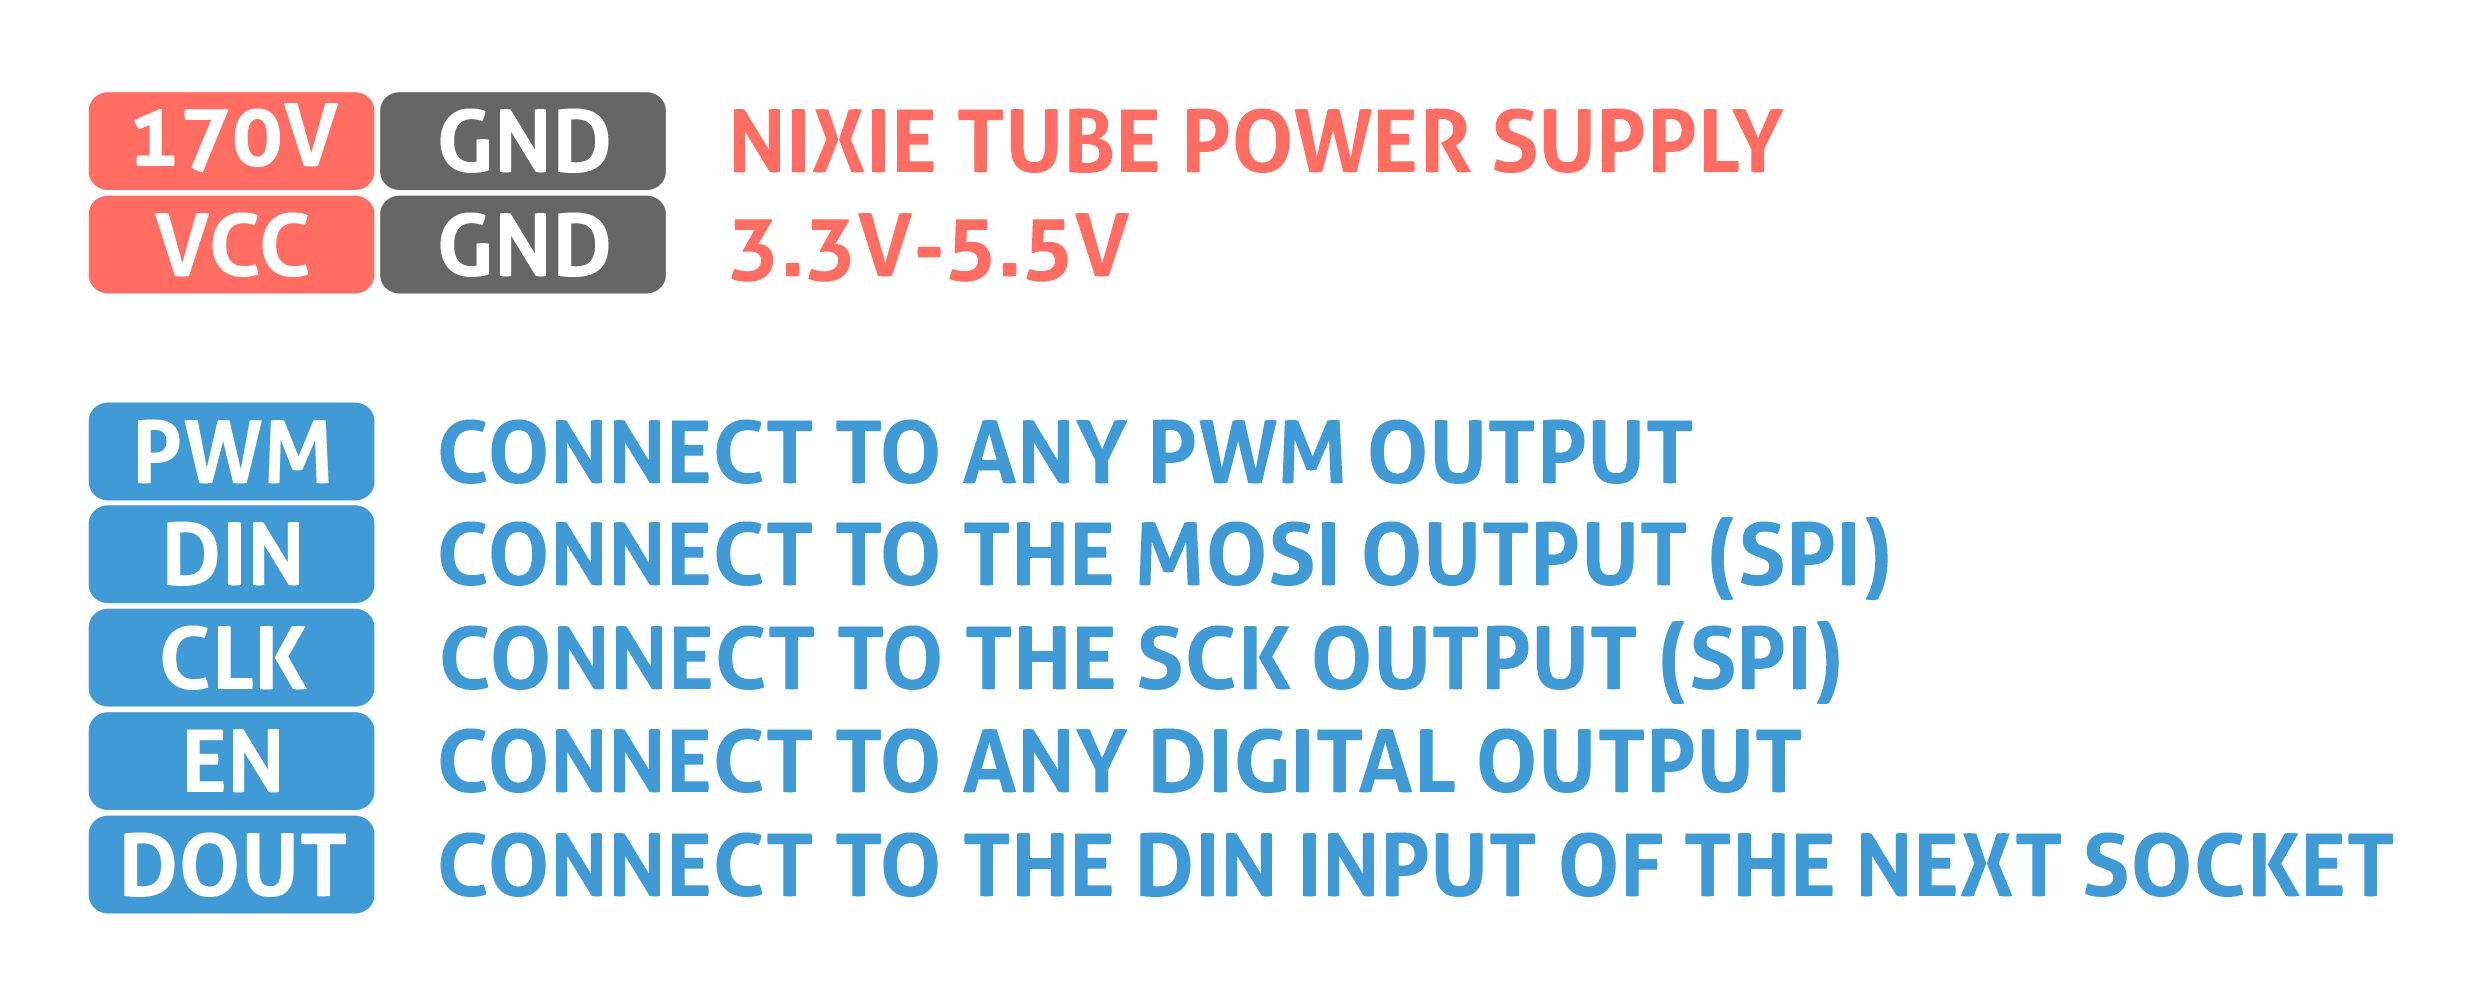 170V GND NIXIE TUBE POWER SUPPLY
VCC GND 3.3V-5.5V
PWM CONNECT TO ANY PWM OUTPUT
DIN CONNECT TO THE MOSI OUTPUT (SPI)
CLK CONNECT TO THE SCK OUTPUT (SPI)
EN CONNECT TO ANY DIGITAL OUTPUT
DOUT CONNECT TO THE DIN INPUT OF THE NEXT SOCKET